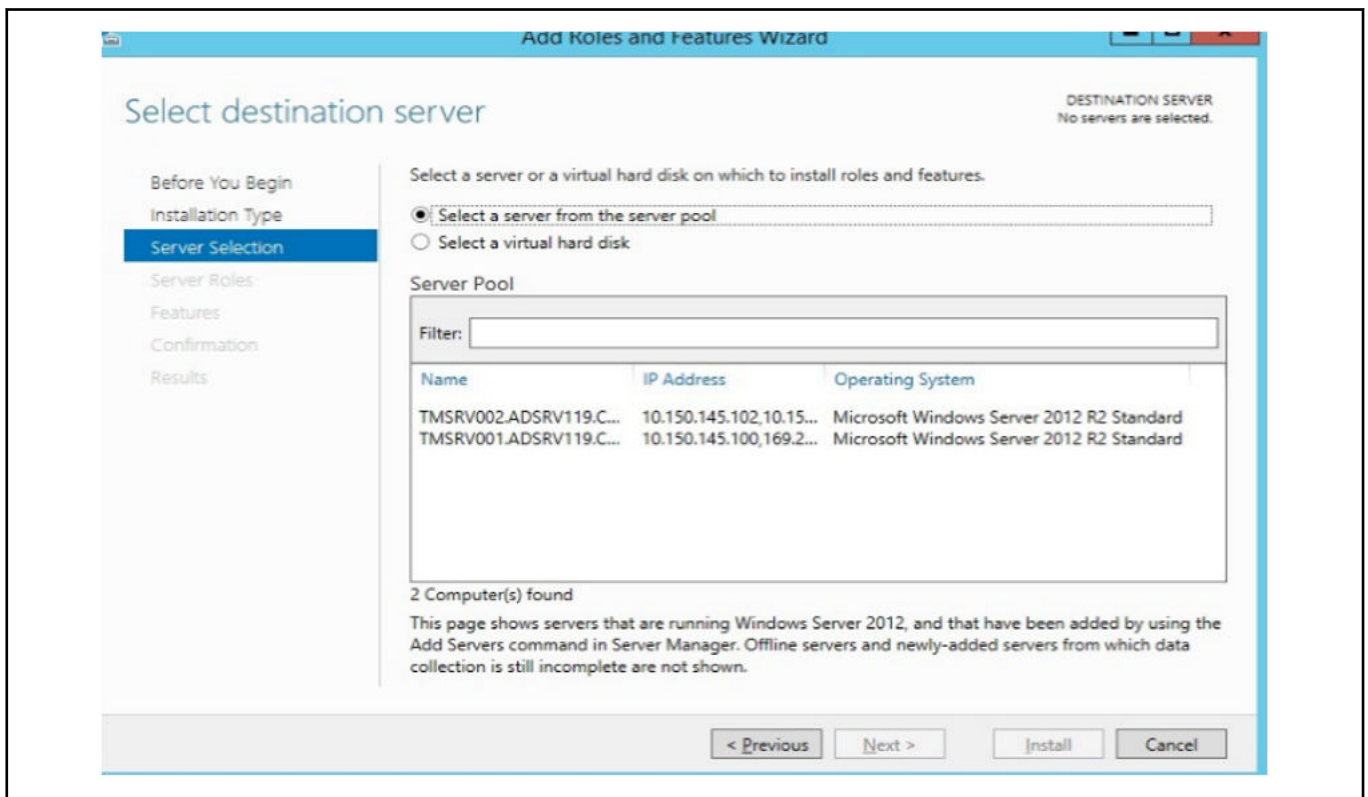 Add Roles and Features Wizard
Select destination server
DESTINATION SERVER
No servers are selected.
Before You Begin
Installation Type
Server Selection
Server Roles
Features
Confirmation
Results
Select a server or a virtual hard disk on which to install roles and features.
Select a server from the server pool
Select a virtual hard disk
Server Pool
Filter:
Name IP Address Operating System
TMSRV002.ADSRV119.C... 10.150.145.102,10.15... Microsoft Windows Server 2012 R2 Standard
TMSRV001.ADSRV119.C... 10.150.145.100,169.2... Microsoft Windows Server 2012 R2 Standard
2 Computer(s) found
This page shows servers that are running Windows Server 2012, and that have been added by using the
Add Servers command in Server Manager. Offline servers and newly-added servers from which data
collection is still incomplete are not shown.
< Previous Next > Install Cancel